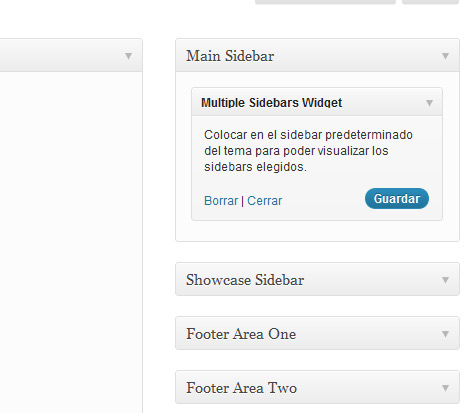 Main Sidebar
Multiple Sidebars Widget
Colocar en el sidebar predeterminado
del tema para poder visualizar los
sidebars elegidos.
Borrar | Cerrar
Guardar
Showcase Sidebar
Footer Area One
Footer Area Two